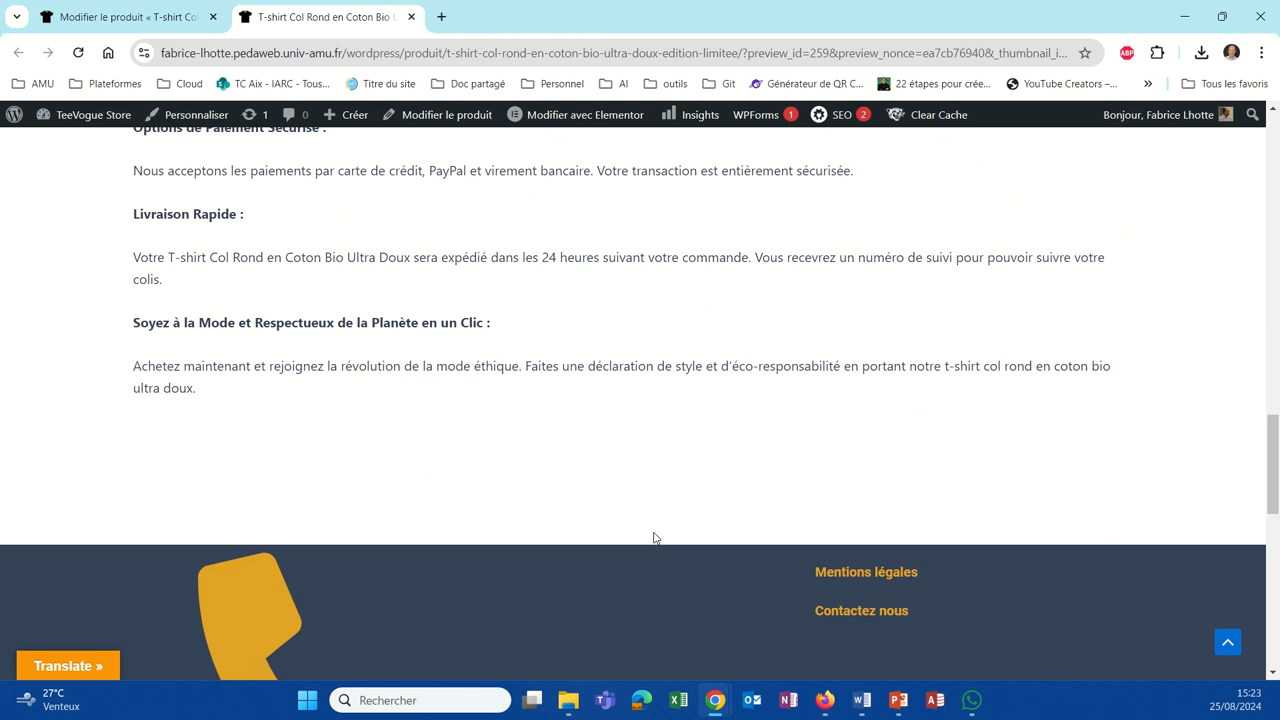 Modifier le produit « T-shirt Col
T-shirt Col Rond en Coton Bio U
fabrice-lhotte.pedaweb.univ-amu.fr/wordpress/produit/t-shirt-col-rond-en-coton-bio-ultra-doux-edition-limitee/?preview_id=259&preview_nonce=ea7cb76940&_thumbnail_i...
ABP
AMU
Plateformes
Cloud
TC Aix - IARC - Tous...
Titre du site
Doc partagé
Personnel
AI
outils
Git
Générateur de QR C...
22 étapes pour crée...
YouTube Creators –...
»
Tous les favoris
TeeVogue Store
Personnaliser
1
0
Créer
Modifier le produit
Modifier avec Elementor
Insights
WPForms 1
SEO 2
Clear Cache
Bonjour, Fabrice Lhotte
Options de Paiement Sécurisé :
Nous acceptons les paiements par carte de crédit, PayPal et virement bancaire. Votre transaction est entièrement sécurisée.
Livraison Rapide :
Votre T-shirt Col Rond en Coton Bio Ultra Doux sera expédié dans les 24 heures suivant votre commande. Vous recevrez un numéro de suivi pour pouvoir suivre votre
colis.
Soyez à la Mode et Respectueux de la Planète en un Clic :
Achetez maintenant et rejoignez la révolution de la mode éthique. Faites une déclaration de style et d'éco-responsabilité en portant notre t-shirt col rond en coton bio
ultra doux.
Mentions légales
Contactez nous
Translate »
27°C
Venteux
Rechercher
15:23
25/08/2024